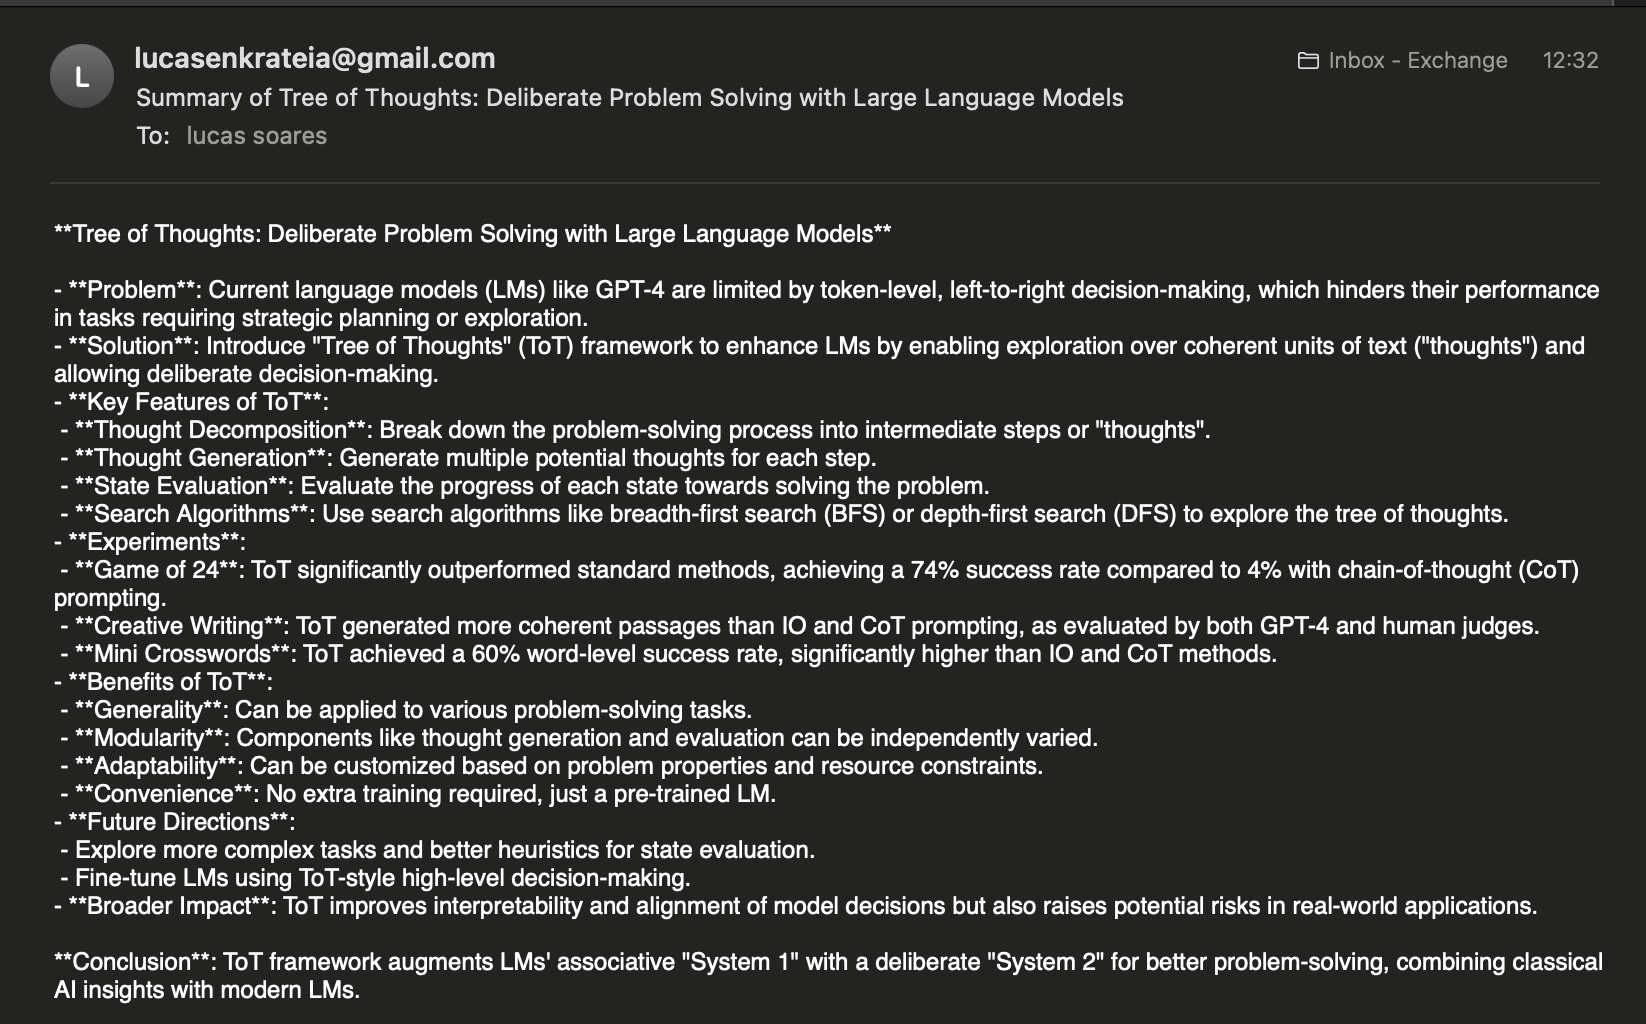 L
lucasenkrateia@gmail.com
Inbox - Exchange 12:32
Summary of Tree of Thoughts: Deliberate Problem Solving with Large Language Models
To: lucas soares
**Tree of Thoughts: Deliberate Problem Solving with Large Language Models**
- **Problem**: Current language models (LMs) like GPT-4 are limited by token-level, left-to-right decision-making, which hinders their performance
in tasks requiring strategic planning or exploration.
- **Solution**: Introduce "Tree of Thoughts" (ToT) framework to enhance LMs by enabling exploration over coherent units of text ("thoughts") and
allowing deliberate decision-making.
- **Key Features of ToT**:
- **Thought Decomposition**: Break down the problem-solving process into intermediate steps or "thoughts".
- **Thought Generation**: Generate multiple potential thoughts for each step.
- **State Evaluation**: Evaluate the progress of each state towards solving the problem.
- **Search Algorithms**: Use search algorithms like breadth-first search (BFS) or depth-first search (DFS) to explore the tree of thoughts.
- **Experiments**:
- **Game of 24**: ToT significantly outperformed standard methods, achieving a 74% success rate compared to 4% with chain-of-thought (CoT)
prompting.
- **Creative Writing**: ToT generated more coherent passages than IO and CoT prompting, as evaluated by both GPT-4 and human judges.
- **Mini Crosswords**: ToT achieved a 60% word-level success rate, significantly higher than IO and CoT methods.
- **Benefits of ToT**:
- **Generality**: Can be applied to various problem-solving tasks.
- **Modularity**: Components like thought generation and evaluation can be independently varied.
- **Adaptability**: Can be customized based on problem properties and resource constraints.
- **Convenience**: No extra training required, just a pre-trained LM.
- **Future Directions**:
- Explore more complex tasks and better heuristics for state evaluation.
- Fine-tune LMs using ToT-style high-level decision-making.
- **Broader Impact**: ToT improves interpretability and alignment of model decisions but also raises potential risks in real-world applications.
**Conclusion**: ToT framework augments LMs' associative "System 1" with a deliberate "System 2" for better problem-solving, combining classical
AI insights with modern LMs.